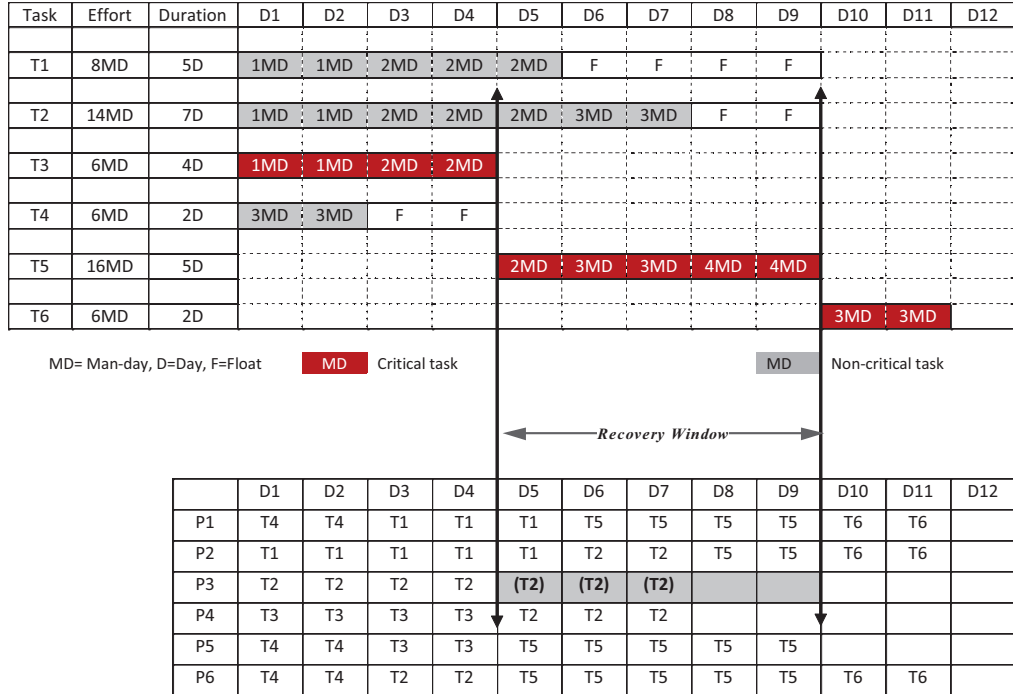 Task Effort Duration D1 D2 D3 D4 D5 D6 D7 D8 D9 D10 D11 D12
T1 8MD 5D 1MD 1MD 2MD 2MD 2MD F F F F
T2 14MD 7D 1MD 1MD 2MD 2MD 2MD 3MD 3MD F F
T3 6MD 4D 1MD 1MD 2MD 2MD
T4 6MD 2D 3MD 3MD F F
T5 16MD 5D 2MD 3MD 3MD 4MD 4MD
T6 6MD 2D 3MD 3MD
MD= Man-day, D=Day, F=Float MD Critical task MD Non-critical task
Recovery Window
D1 D2 D3 D4 D5 D6 D7 D8 D9 D10 D11 D12
P1 T4 T4 T1 T1 T1 T5 T5 T5 T5 T6 T6
P2 T1 T1 T1 T1 T1 T2 T2 T5 T5 T6 T6
P3 T2 T2 T2 T2 (T2) (T2) (T2)
P4 T3 T3 T3 T3 T2 T2 T2
P5 T4 T4 T3 T3 T5 T5 T5 T5 T5
P6 T4 T4 T2 T2 T5 T5 T5 T5 T5 T6 T6